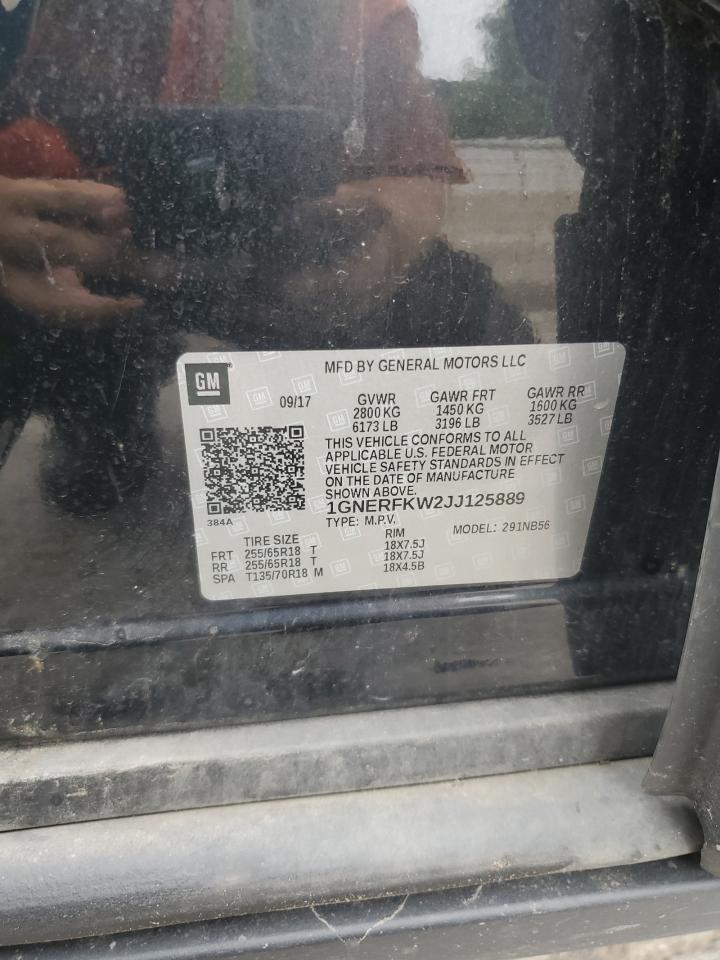 MFD BY GENERAL MOTORS LLC
GM
09/17
GVWR GAWR FRT GAWR RR
2800 KG 1450 KG 1600 KG
6173 LB 3196 LB 3527 LB
THIS VEHICLE CONFORMS TO ALL
APPLICABLE U.S. FEDERAL MOTOR
VEHICLE SAFETY STANDARDS IN EFFECT
ON THE DATE OF MANUFACTURE
SHOWN ABOVE.
384A
1GNERFKW2JJ125889
TYPE: M.P.V. MODEL: 291NB56
TIRE SIZE RIM
FRT 255/65R18 T 18X7.5J
RR 255/65R18 T 18X7.5J
SPA T135/70R18 M 18X4.5B